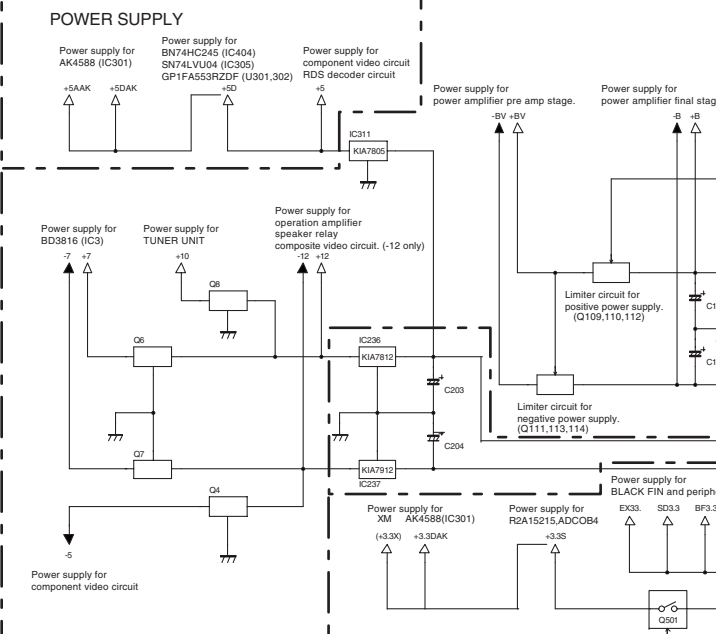 POWER SUPPLY
Power supply for
AK4588 (IC301)
+5AAK
+5DAK
Power supply for
BN74HC245 (IC404)
SN74LVU04 (IC305)
GP1FA553RZDF (U301,302)
+5D
Power supply for
component video circuit
RDS decoder circuit
+5
IC311
KIA7805
Power supply for
power amplifier pre amp stage.
-BV +BV
Power supply for
power amplifier final stag
-B
+B
Limiter circuit for
positive power supply.
(Q109,110,112)
C1
C1
Limiter circuit for
negative power supply.
(Q111,113,114)
Power supply for
BD3816 (IC3)
-7
+7
Power supply for
TUNER UNIT
+10
Power supply for
operation amplifier
speaker relay
composite video circuit. (-12 only)
-12
+12
Q8
Q6
IC236
KIA7812
C203
C204
Q7
KIA7912
IC237
Q4
-5
Power supply for
component video circuit
Power supply for
XM
AK4588(IC301)
(+3.3X)
+3.3DAK
Power supply for
R2A15215,ADCOB4
+3.3S
Power supply for
BLACK FIN and periph
EX33.
SD3.3
BF3.3
Q501